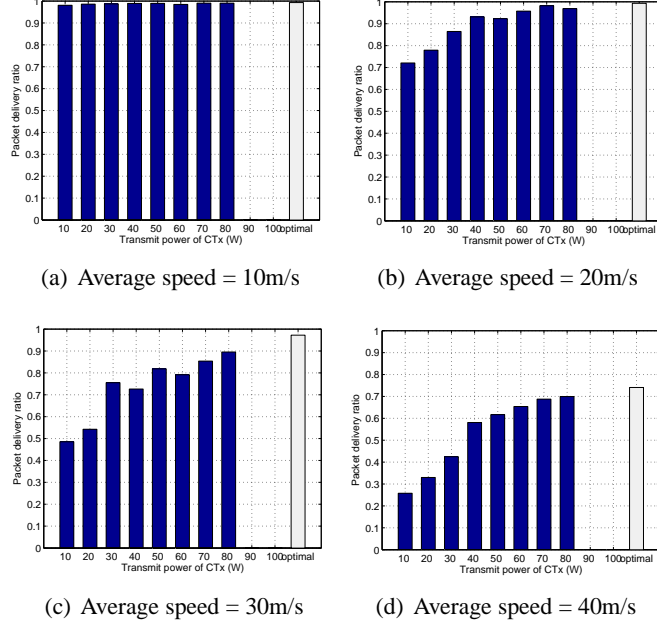 1
0.9
0.8
0.7
0.6
0.5
0.4
0.3
0.2
0.1
0
Packet delivery ratio
10 20 30 40 50 60 70 80 90 100 optimal
Transmit power of CTx (W)
(a) Average speed = 10m/s
1
0.9
0.8
0.7
0.6
0.5
0.4
0.3
0.2
0.1
0
Packet delivery ratio
10 20 30 40 50 60 70 80 90 100 optimal
Transmit power of CTx (W)
(b) Average speed = 20m/s
1
0.9
0.8
0.7
0.6
0.5
0.4
0.3
0.2
0.1
0
Packet delivery ratio
10 20 30 40 50 60 70 80 90 100 optimal
Transmit power of CTx (W)
(c) Average speed = 30m/s
1
0.9
0.8
0.7
0.6
0.5
0.4
0.3
0.2
0.1
0
Packet delivery ratio
10 20 30 40 50 60 70 80 90 100 optimal
Transmit power of CTx (W)
(d) Average speed = 40m/s